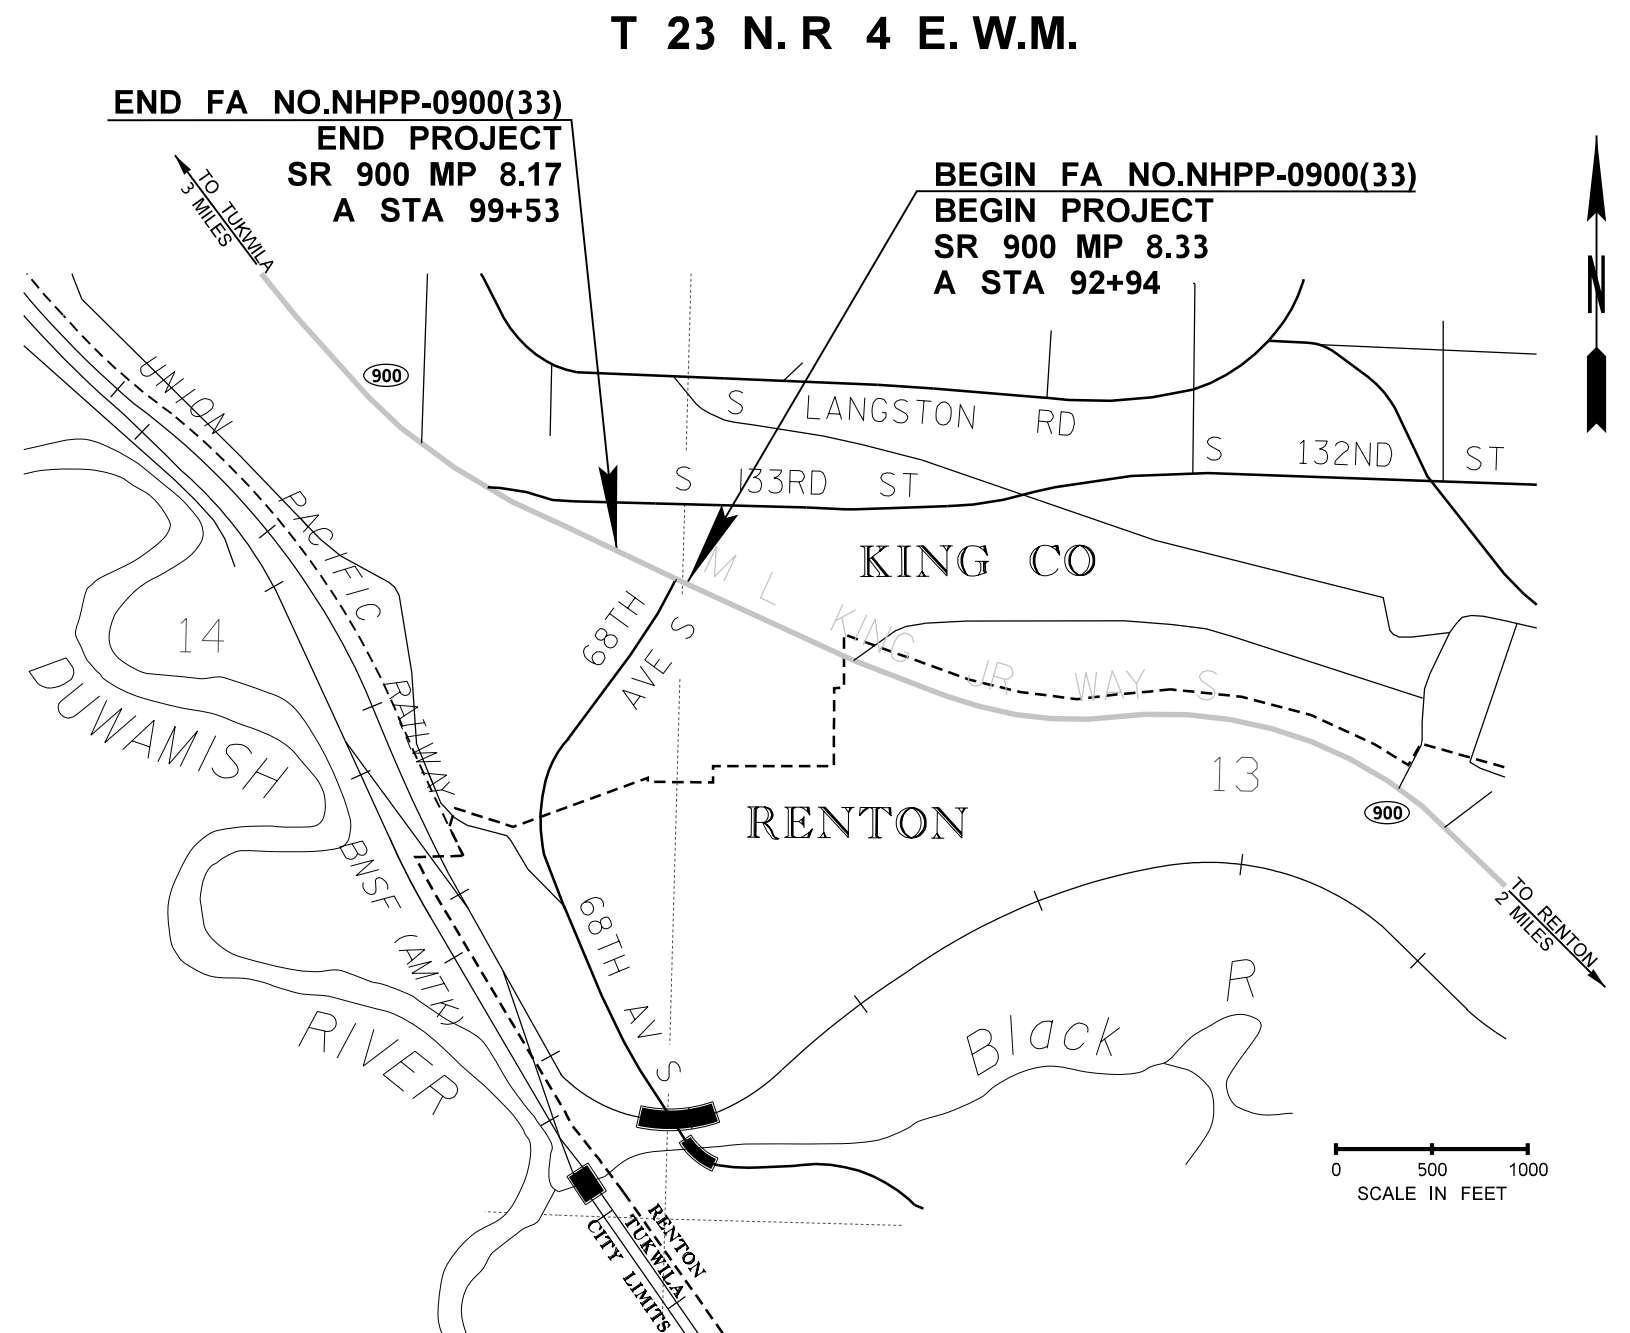 T 23 N. R 4 E. W.M.
END FA NO.NHPP-0900(33)
END PROJECT
SR 900 MP 8.17
A STA 99+53
BEGIN FA NO.NHPP-0900(33)
BEGIN PROJECT
SR 900 MP 8.33
A STA 92+94
TO TUKWILA
3 MILES
N
900
UNION PACIFIC RAILWAY
S LANGSTON RD
S 133RD ST
S 132ND ST
KING CO
M L KING JR WAY S
68TH
AVE S
14
DUWAMISH
RIVER
13
RENTON
900
TO RENTON
2 MILES
BNSF (AMTK)
68TH AV S
Black R
0 500 1000
SCALE IN FEET
RENTON
TUKWILA
CITY LIMITS